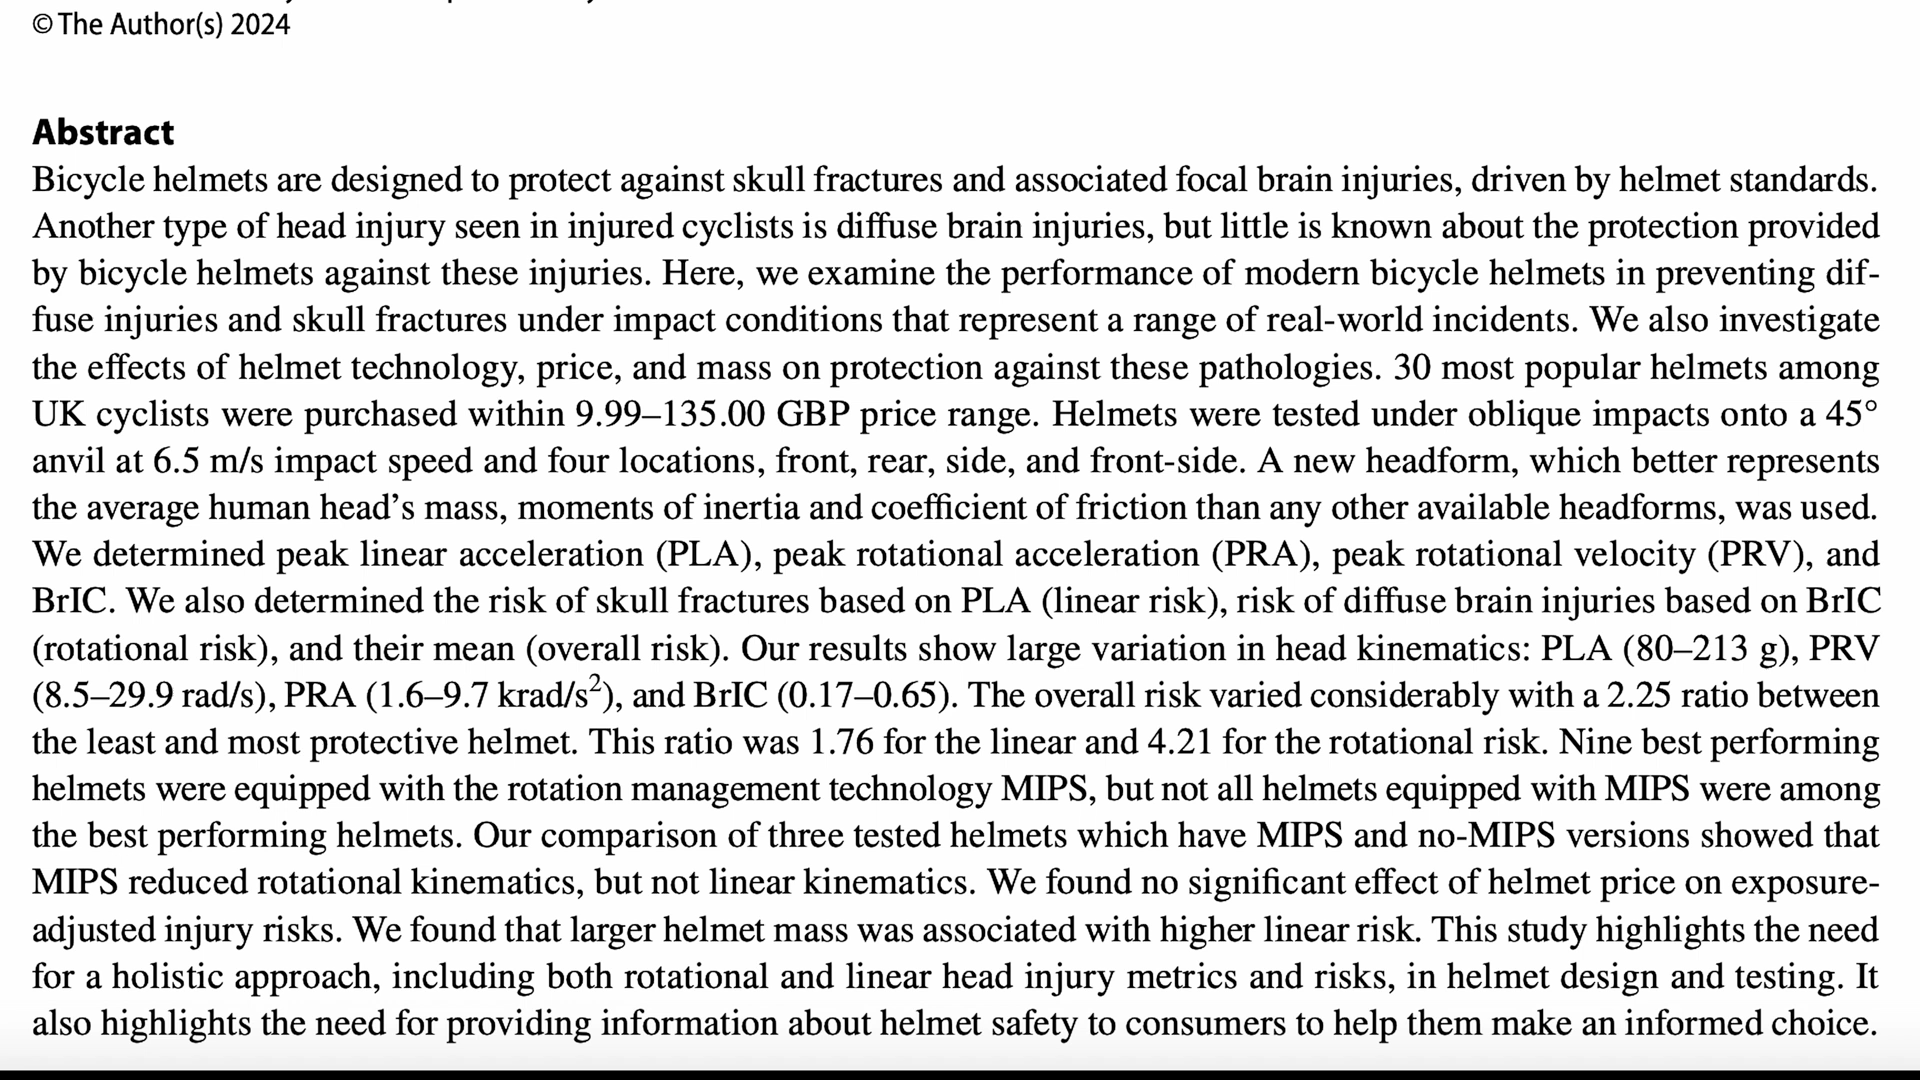 © The Author(s) 2024
Abstract
Bicycle helmets are designed to protect against skull fractures and associated focal brain injuries, driven by helmet standards.
Another type of head injury seen in injured cyclists is diffuse brain injuries, but little is known about the protection provided
by bicycle helmets against these injuries. Here, we examine the performance of modern bicycle helmets in preventing dif-
fuse injuries and skull fractures under impact conditions that represent a range of real-world incidents. We also investigate
the effects of helmet technology, price, and mass on protection against these pathologies. 30 most popular helmets among
UK cyclists were purchased within 9.99–135.00 GBP price range. Helmets were tested under oblique impacts onto a 45°
anvil at 6.5 m/s impact speed and four locations, front, rear, side, and front-side. A new headform, which better represents
the average human head’s mass, moments of inertia and coefficient of friction than any other available headforms, was used.
We determined peak linear acceleration (PLA), peak rotational acceleration (PRA), peak rotational velocity (PRV), and
BrIC. We also determined the risk of skull fractures based on PLA (linear risk), risk of diffuse brain injuries based on BrIC
(rotational risk), and their mean (overall risk). Our results show large variation in head kinematics: PLA (80–213 g), PRV
(8.5–29.9 rad/s), PRA (1.6–9.7 krad/s²), and BrIC (0.17–0.65). The overall risk varied considerably with a 2.25 ratio between
the least and most protective helmet. This ratio was 1.76 for the linear and 4.21 for the rotational risk. Nine best performing
helmets were equipped with the rotation management technology MIPS, but not all helmets equipped with MIPS were among
the best performing helmets. Our comparison of three tested helmets which have MIPS and no-MIPS versions showed that
MIPS reduced rotational kinematics, but not linear kinematics. We found no significant effect of helmet price on exposure-
adjusted injury risks. We found that larger helmet mass was associated with higher linear risk. This study highlights the need
for a holistic approach, including both rotational and linear head injury metrics and risks, in helmet design and testing. It
also highlights the need for providing information about helmet safety to consumers to help them make an informed choice.